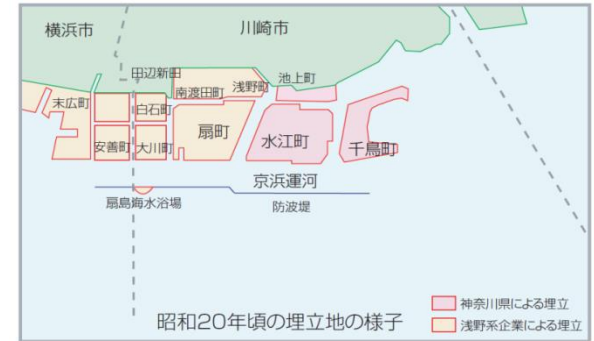 横浜市
川崎市
田辺新田
池上町
浅野町
南渡田町
末広町
白石町
扇町
水江町
千鳥町
安善町
大川町
京浜運河
扇島海水浴場
防波堤
神奈川県による埋立
昭和20年頃の埋立地の様子
浅野系企業による埋立